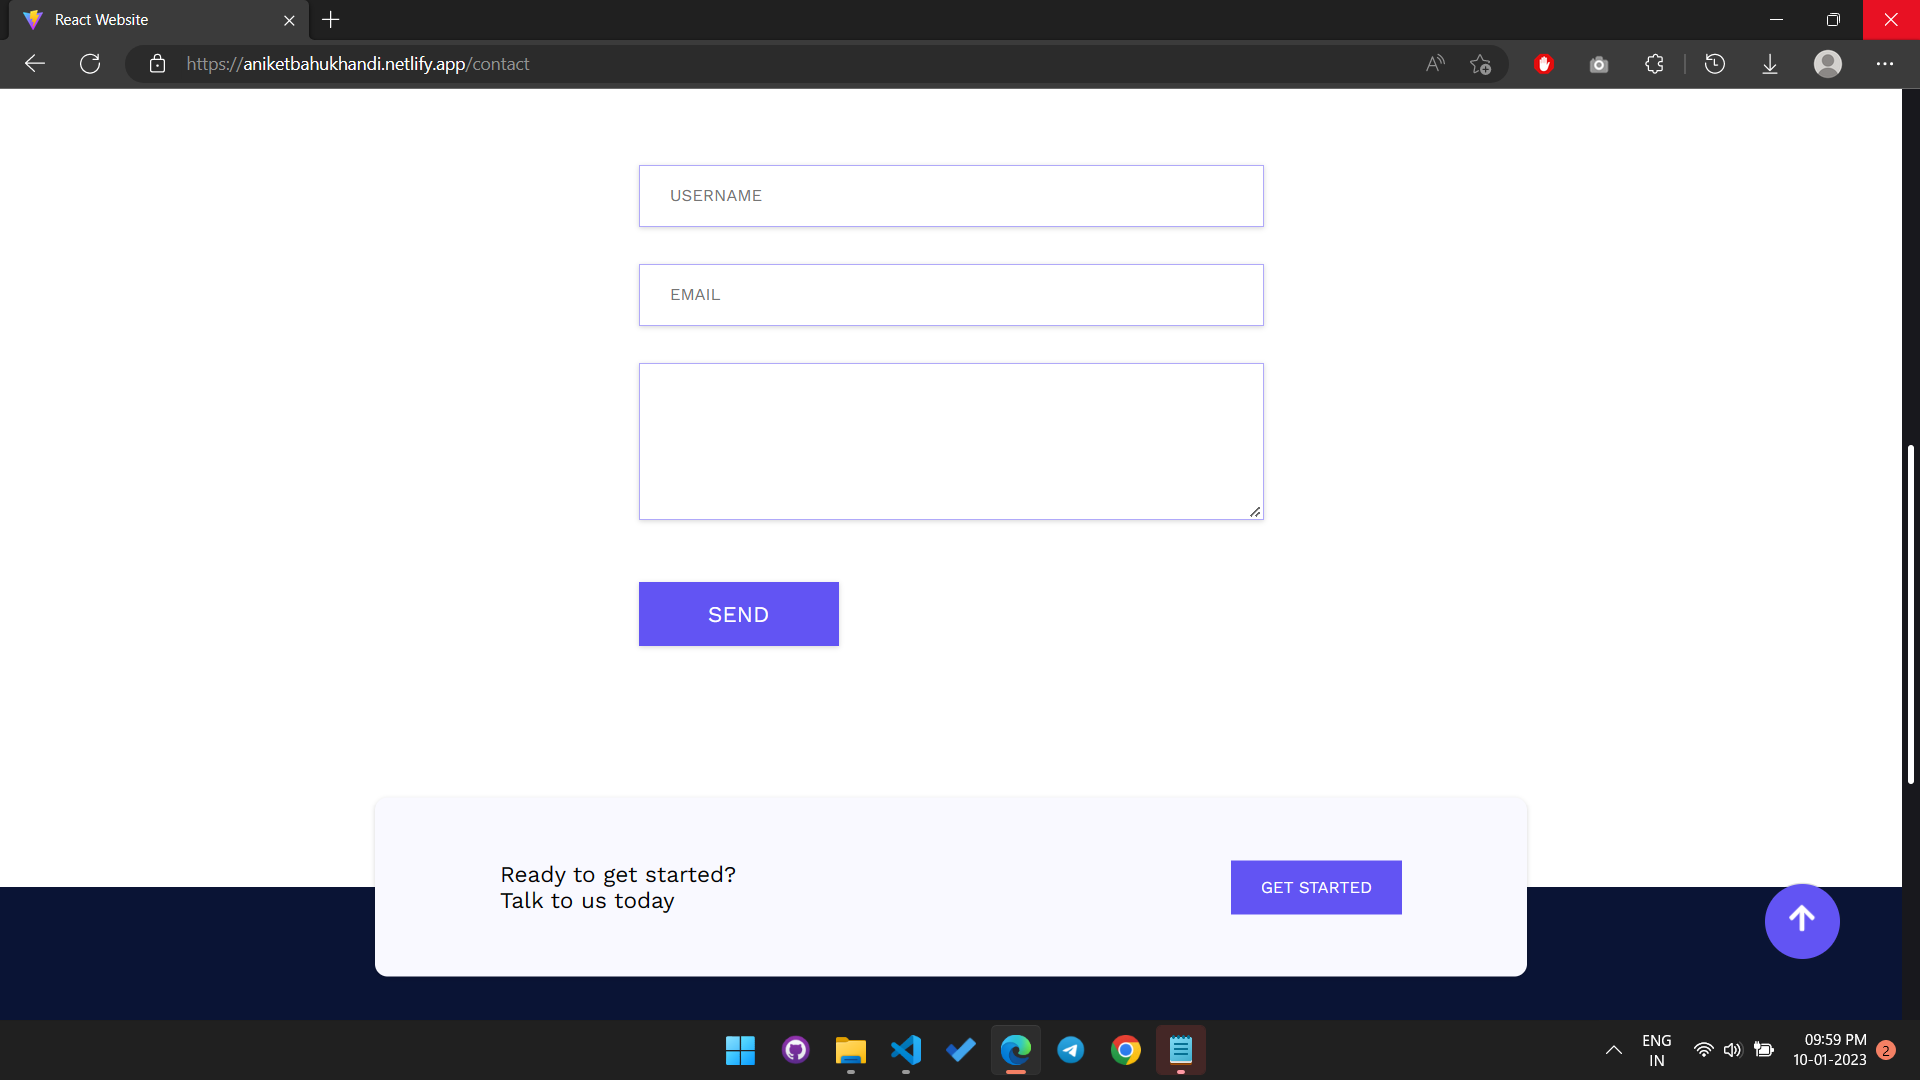 React Website
https://aniketbahukhandi.netlify.app/contact
USERNAME
EMAIL
SEND
Ready to get started?
Talk to us today
GET STARTED
ENG
IN
09:59 PM
10-01-2023
2